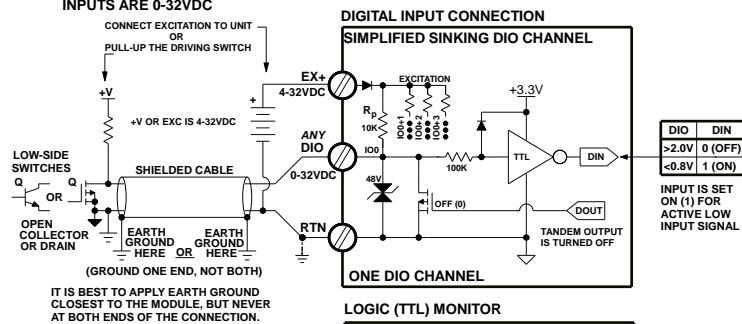 INPUTS ARE 0-32VDC
CONNECT EXCITATION TO UNIT
OR
PULL-UP THE DRIVING SWITCH
DIGITAL INPUT CONNECTION
SIMPLIFIED SINKING DIO CHANNEL
+V
+
+V OR EXC IS 4-32VDC
EX+
4-32VDC
EXCITATION
Rp
10K
IO0+1
IO0+2
IO0+3
+3.3V
ANY
DIO
0-32VDC
IO0
100K
TTL
DIN
DIO DIN
>2.0V 0 (OFF)
<0.8V 1 (ON)
INPUT IS SET
ON (1) FOR
ACTIVE LOW
INPUT SIGNAL
LOW-SIDE
SWITCHES
Q
OR
Q
SHIELDED CABLE
48V
OFF (0)
DOUT
TANDEM OUTPUT
IS TURNED OFF
OPEN
COLLECTOR
OR DRAIN
EARTH
GROUND
HERE
OR
EARTH
GROUND
HERE
RTN
(GROUND ONE END, NOT BOTH)
ONE DIO CHANNEL
IT IS BEST TO APPLY EARTH GROUND
CLOSEST TO THE MODULE, BUT NEVER
AT BOTH ENDS OF THE CONNECTION.
LOGIC (TTL) MONITOR